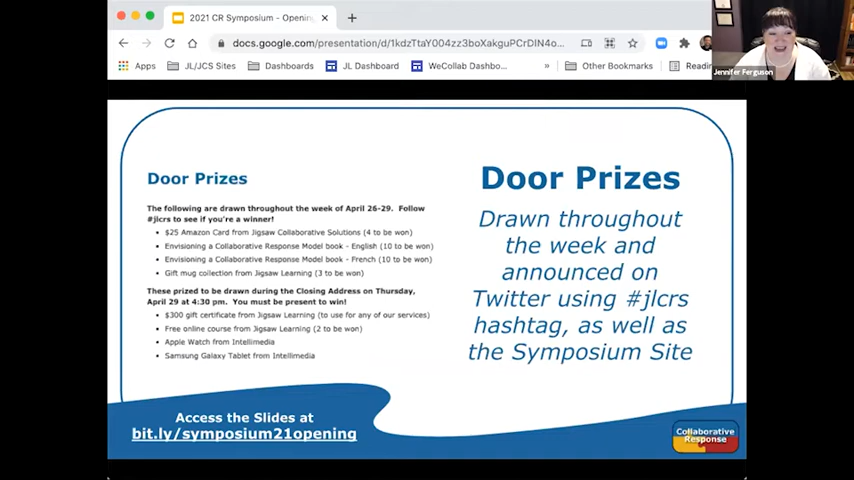 2021 CR Symposium - Opening
docs.google.com/presentation/d/1kdzTtaY004zz3boXakguPCrDIN4o...
Apps
JL/JCS Sites
Dashboards
JL Dashboard
WeCollab Dashbo...
»
Other Bookmarks
Jennifer Ferguson
Door Prizes
The following are drawn throughout the week of April 26-29. Follow
#jlcrs to see if you're a winner!
• $25 Amazon Card from Jigsaw Collaborative Solutions (4 to be won)
• Envisioning a Collaborative Response Model book - English (10 to be won)
• Envisioning a Collaborative Response Model book - French (10 to be won)
• Gift mug collection from Jigsaw Learning (3 to be won)
These prized to be drawn during the Closing Address on Thursday,
April 29 at 4:30 pm. You must be present to win!
• $300 gift certificate from Jigsaw Learning (to use for any of our services)
• Free online course from Jigsaw Learning (2 to be won)
• Apple Watch from Intellimedia
• Samsung Galaxy Tablet from Intellimedia
Door Prizes
Drawn throughout
the week and
announced on
Twitter using #jlcrs
hashtag, as well as
the Symposium Site
Access the Slides at
bit.ly/symposium21opening
Collaborative
Response